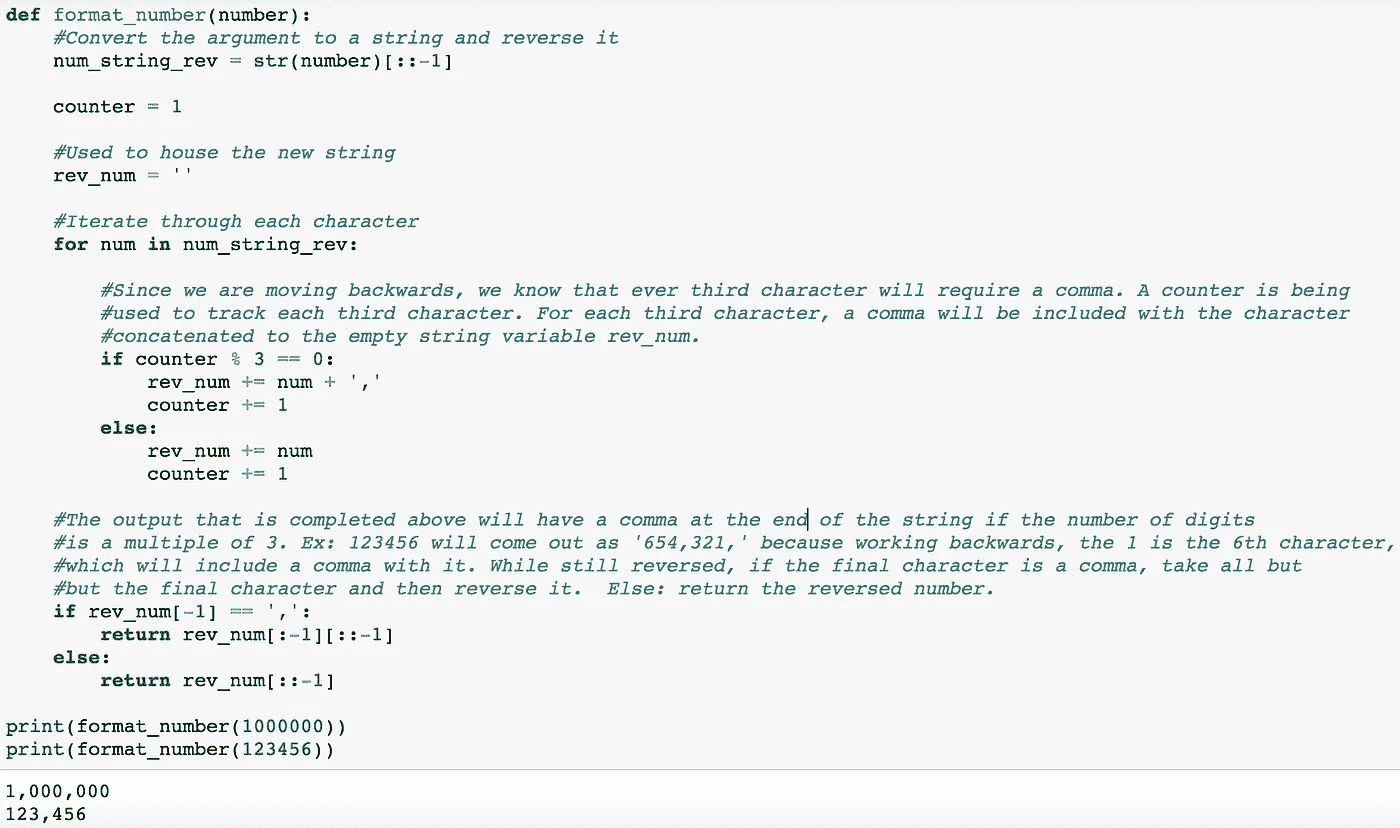 def format_number(number):
    #Convert the argument to a string and reverse it
    num_string_rev = str(number)[::-1]

    counter = 1

    #Used to house the new string
    rev_num = ''

    #Iterate through each character
    for num in num_string_rev:

        #Since we are moving backwards, we know that ever third character will require a comma. A counter is being
        #used to track each third character. For each third character, a comma will be included with the character
        #concatenated to the empty string variable rev_num.
        if counter % 3 == 0:
            rev_num += num + ','
            counter += 1
        else:
            rev_num += num
            counter += 1

    #The output that is completed above will have a comma at the end of the string if the number of digits
    #is a multiple of 3. Ex: 123456 will come out as '654,321,' because working backwards, the 1 is the 6th character,
    #which will include a comma with it. While still reversed, if the final character is a comma, take all but
    #but the final character and then reverse it.  Else: return the reversed number.
    if rev_num[-1] == ',':
        return rev_num[:-1][::-1]
    else:
        return rev_num[::-1]

print(format_number(1000000))
print(format_number(123456))
1,000,000
123,456